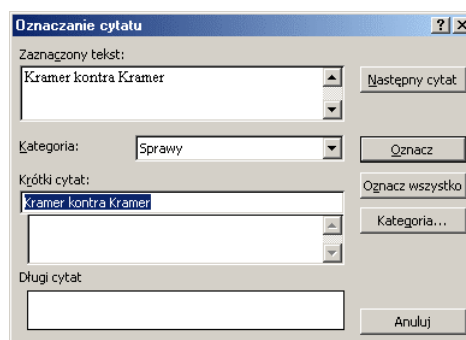 Oznaczanie cytatu
Zaznaczony tekst:
Kramer kontra Kramer
Następny cytat
Kategoria: Sprawy
Oznacz
Krótki cytat:
Oznacz wszystko
Kramer kontra Kramer
Kategoria...
Długi cytat
Anuluj